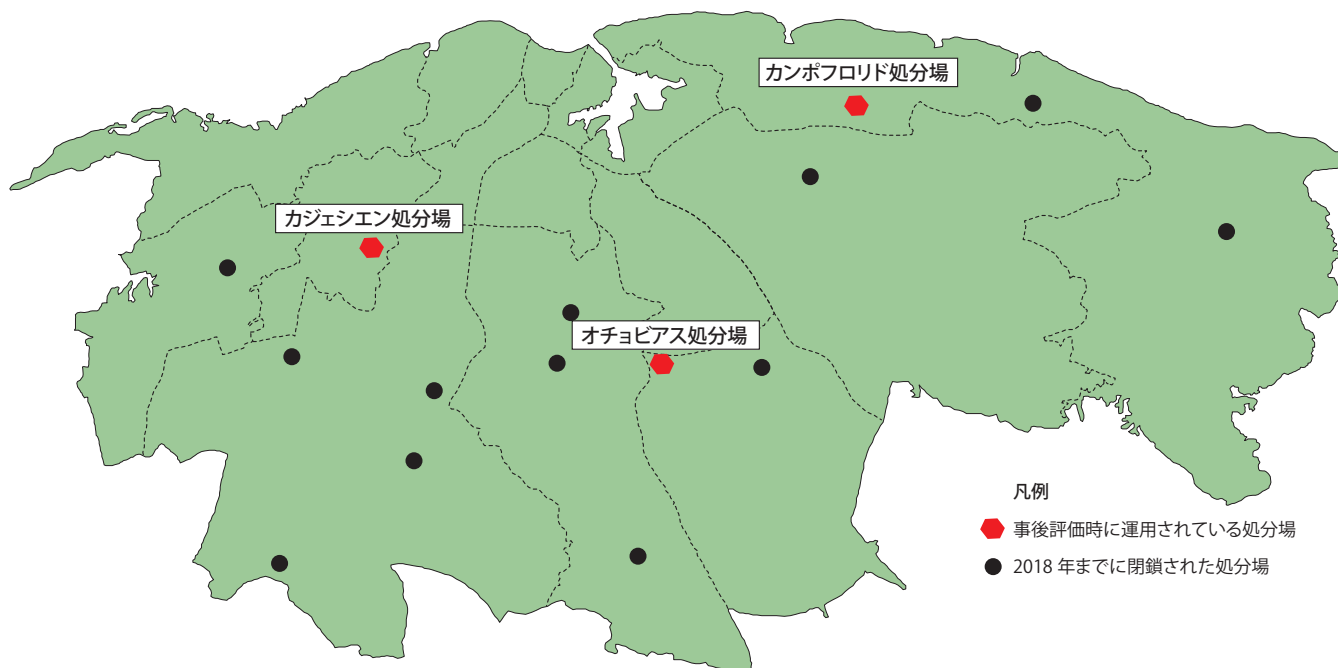 カンポフロリド処分場
カジェシエン処分場
オチョビアス処分場
凡例
事後評価時に運用されている処分場
2018 年までに閉鎖された処分場